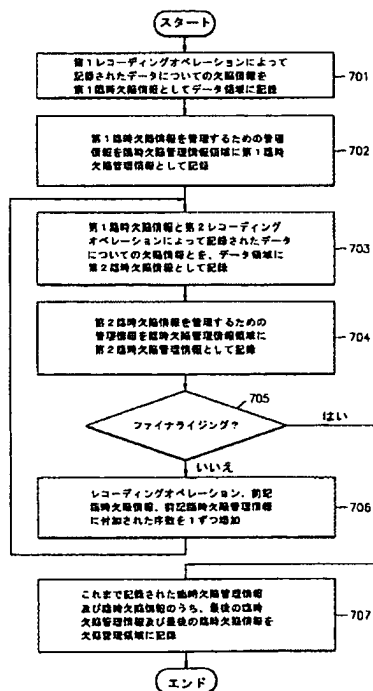 スタート
第1レコーディングオペレーションによって
記録されたデータについての欠陥情報を
第1臨時欠陥情報としてデータ領域に記録
701
第1臨時欠陥情報を管理するための管理
情報を臨時欠陥管理情報領域に第1臨時
欠陥管理情報として記録
702
第1臨時欠陥情報と第2レコーディング
オペレーションによって記録されたデータ
についての欠陥情報とを、データ領域に
第2臨時欠陥情報として記録
703
第2臨時欠陥情報を管理するための
管理情報を臨時欠陥管理情報領域に
第2臨時欠陥管理情報として記録
704
705
ファイナライジング?
はい
いいえ
レコーディングオペレーション、前記
臨時欠陥情報、前記臨時欠陥管理情報
に付加された序数を1ずつ増加
706
これまで記録された臨時欠陥管理情報
及び臨時欠陥情報のうち、最後の臨時
欠陥管理情報及び最後の臨時欠陥情報を
欠陥管理領域に記録
707
エンド